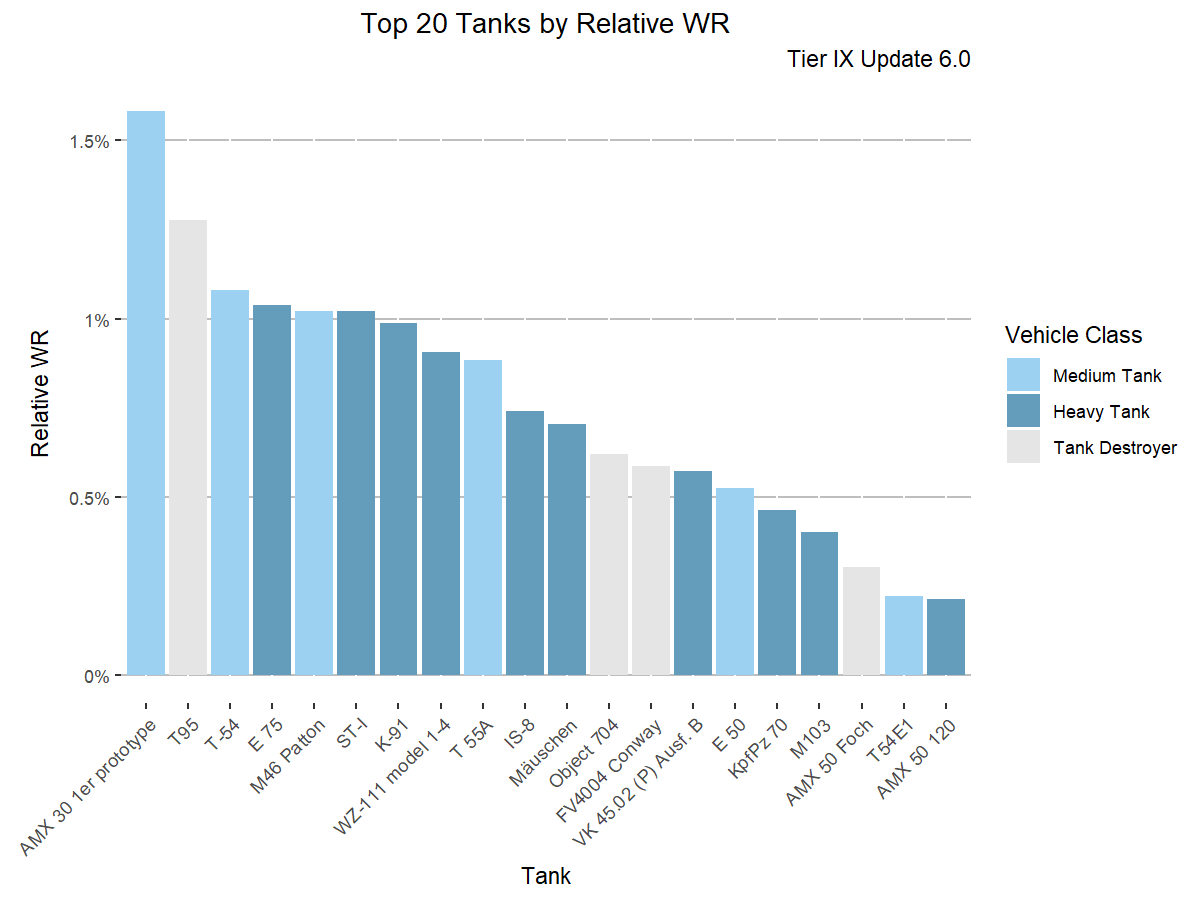 Top 20 Tanks by Relative WR
Tier IX Update 6.0
1.5%
1%
0.5%
0%
Relative WR
AMX 30 1er prototype
T95
T-54
E 75
M46 Patton
ST-I
K-91
WZ-111 model 1-4
T 55A
IS-8
Mäuschen
Object 704
FV4004 Conway
VK 45.02 (P) Ausf. B
E 50
KpfPz 70
M103
AMX 50 Foch
T54E1
AMX 50 120
Tank
Vehicle Class
Medium Tank
Heavy Tank
Tank Destroyer